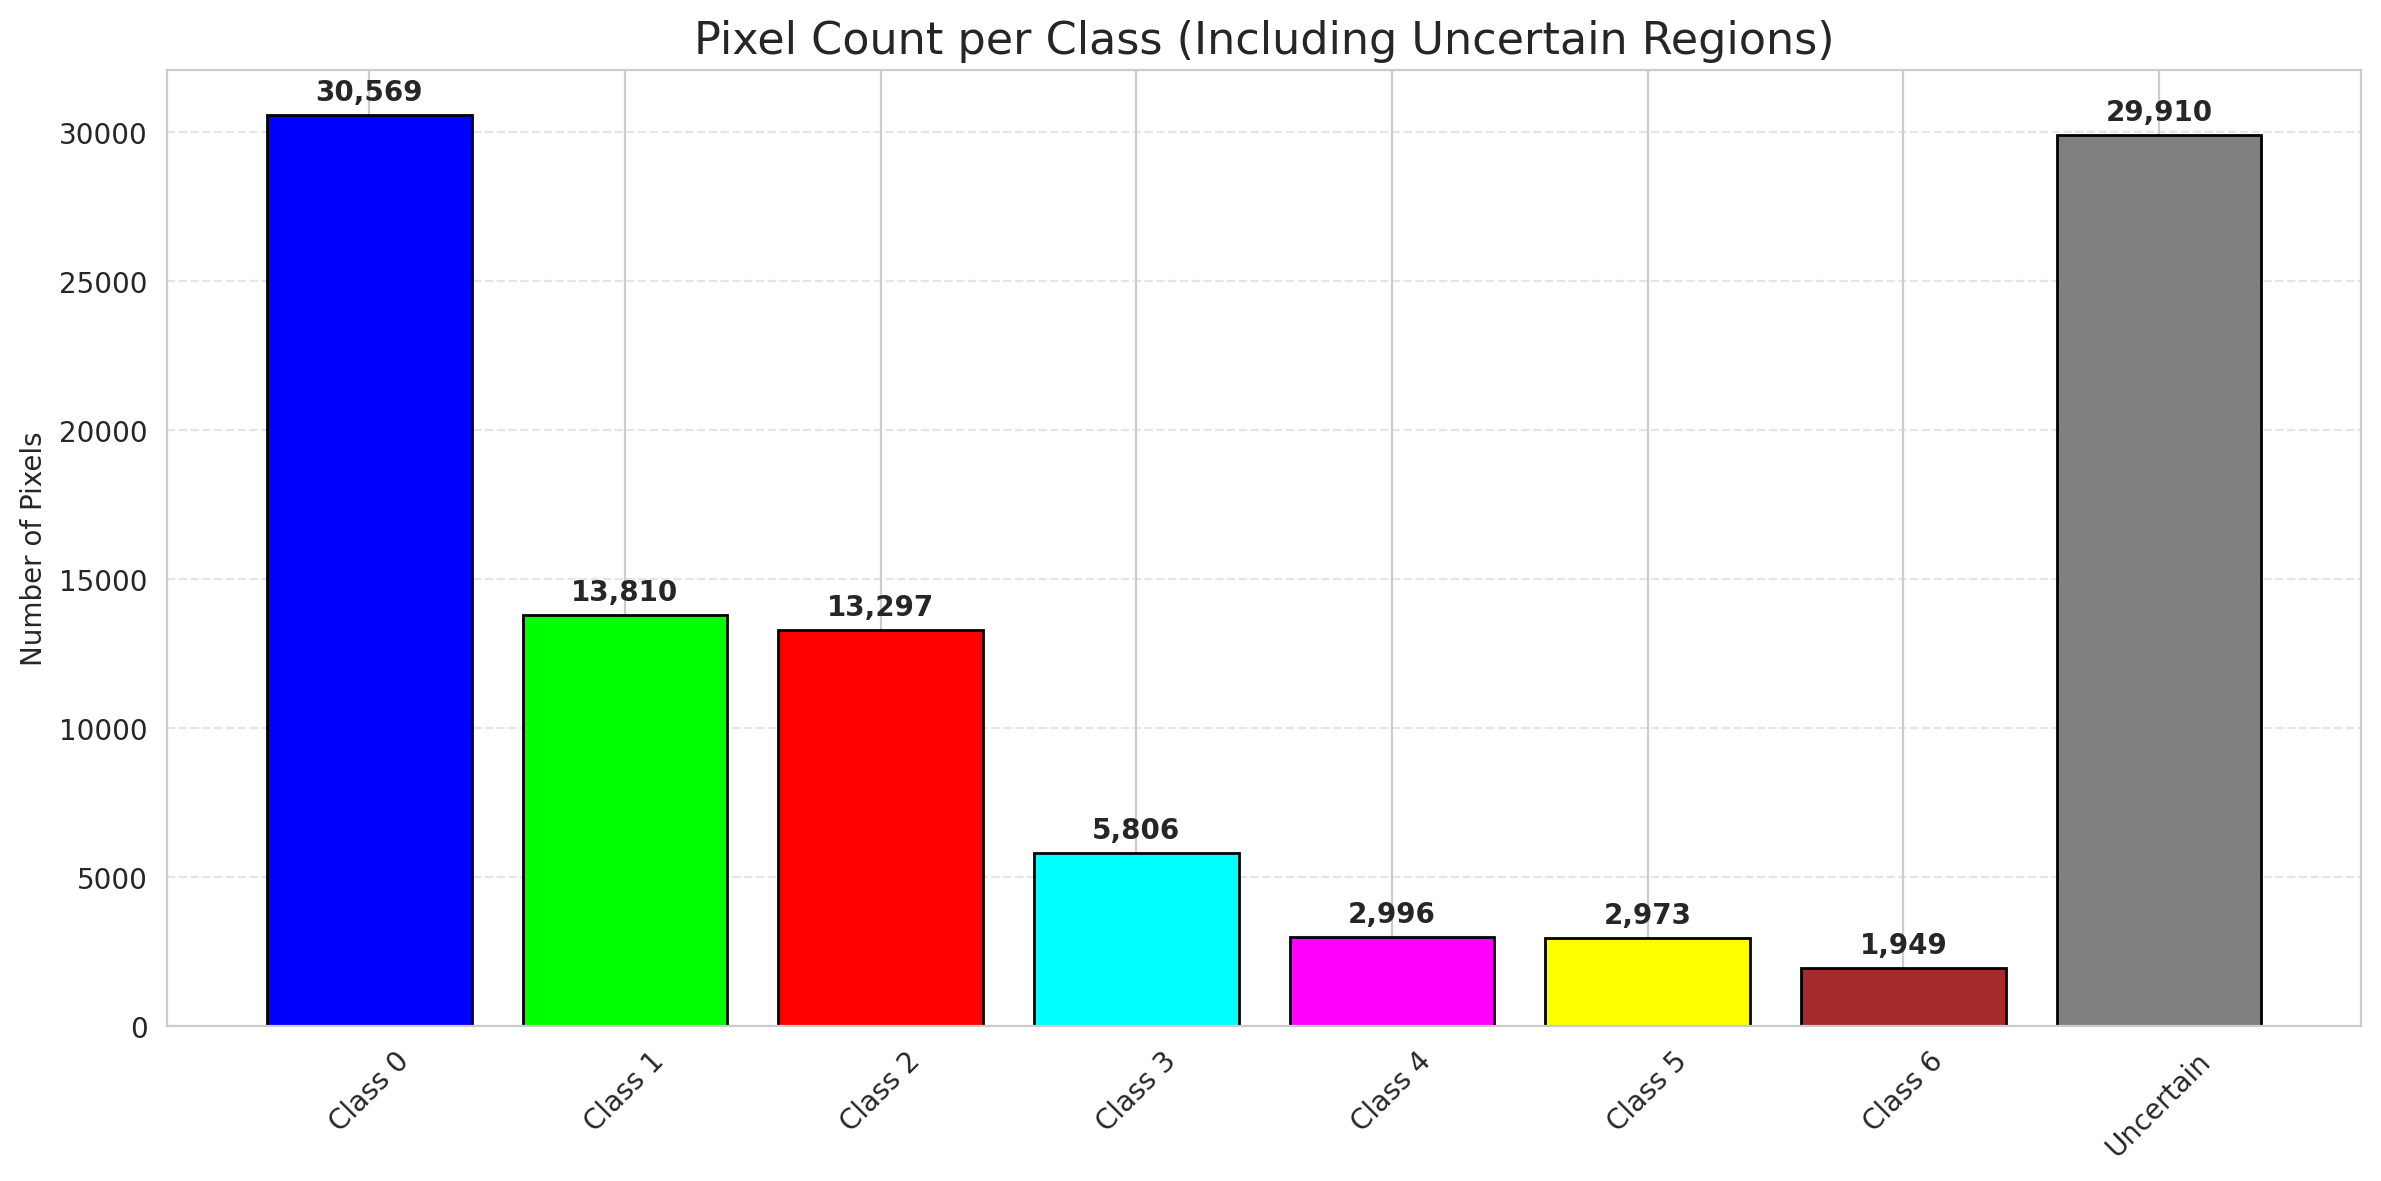 Pixel Count per Class (Including Uncertain Regions)
Number of Pixels
30000
25000
20000
15000
10000
5000
0
30,569
13,810
13,297
5,806
2,996
2,973
1,949
29,910
Class 0
Class 1
Class 2
Class 3
Class 4
Class 5
Class 6
Uncertain